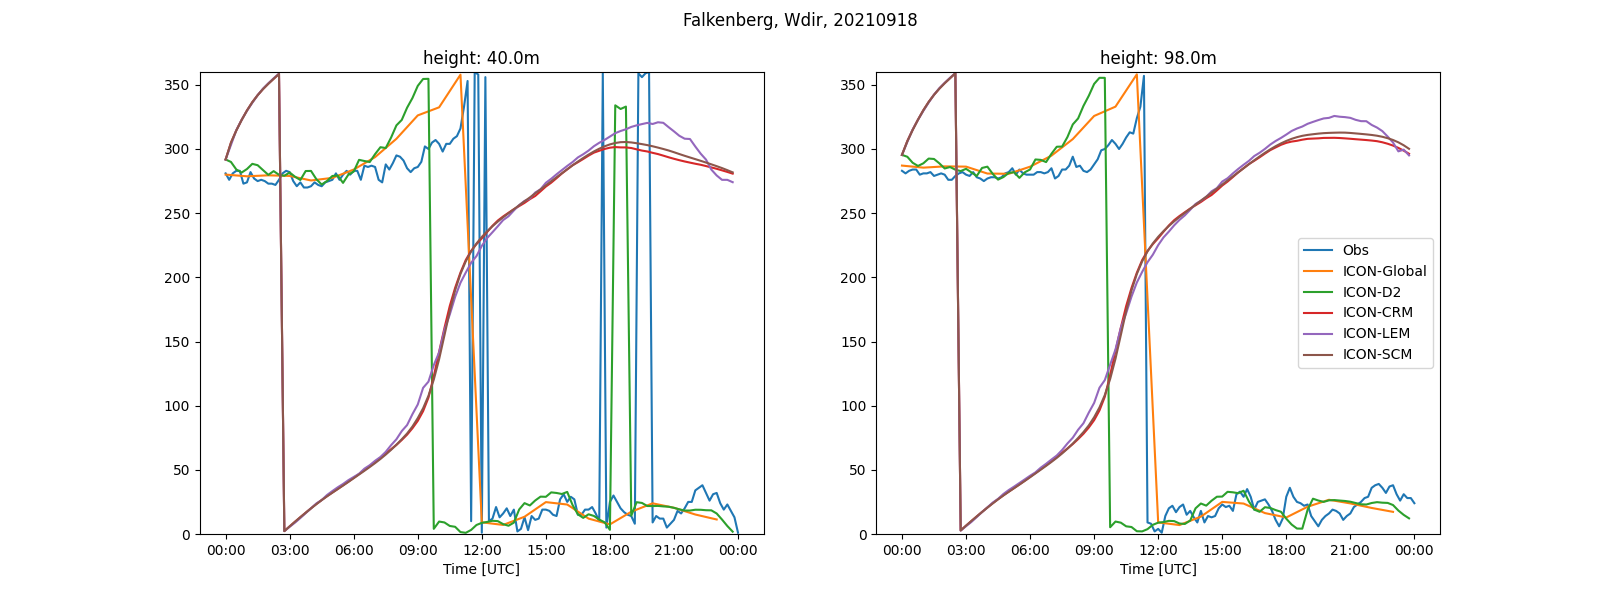 Falkenberg, Wdir, 20210918
height: 40.0m
350
300
250
200
150
100
50
0
00:00 03:00 06:00 09:00 12:00 15:00 18:00 21:00 00:00
Time [UTC]
height: 98.0m
350
300
250
200
150
100
50
0
00:00 03:00 06:00 09:00 12:00 15:00 18:00 21:00 00:00
Time [UTC]
Obs
ICON-Global
ICON-D2
ICON-CRM
ICON-LEM
ICON-SCM